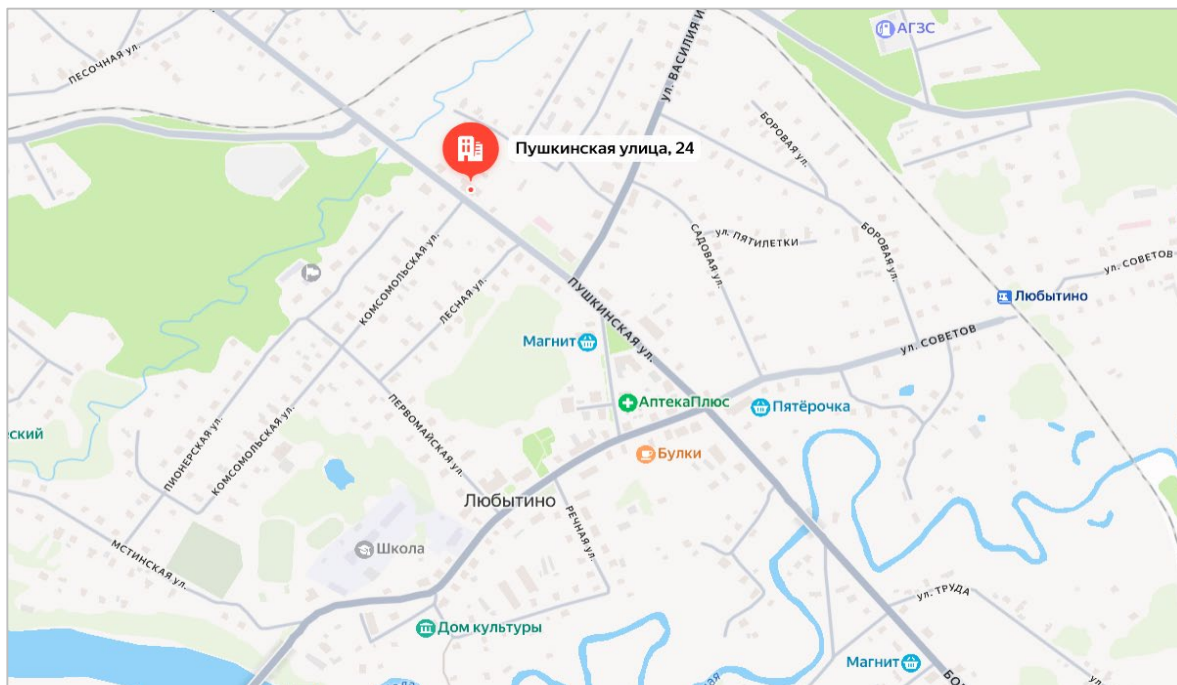 АГЗС
ПЕСОЧНАЯ ул.
ул. ВАСИЛИЯ И
БОРОВАЯ ул.
Пушкинская улица, 24
ул. ПЯТИЛЕТКИ
САДОВАЯ ул.
БОРОВАЯ ул.
КОМСОМОЛЬСКАЯ ул.
ул. СОВЕТОВ
Любытино
ЛЕСНАЯ ул.
ПУШКИНСКАЯ ул.
ул. СОВЕТОВ
Магнит
АптекаПлюс
Пятёрочка
еский
ПИОНЕРСКАЯ ул.
КОМСОМОЛЬСКАЯ ул.
ПЕРВОМАЙСКАЯ ул.
Булки
Любытино
РЕЧНАЯ ул.
Школа
МСТИНСКАЯ ул.
ул. ТРУДА
Дом культуры
Магнит
БОЛ